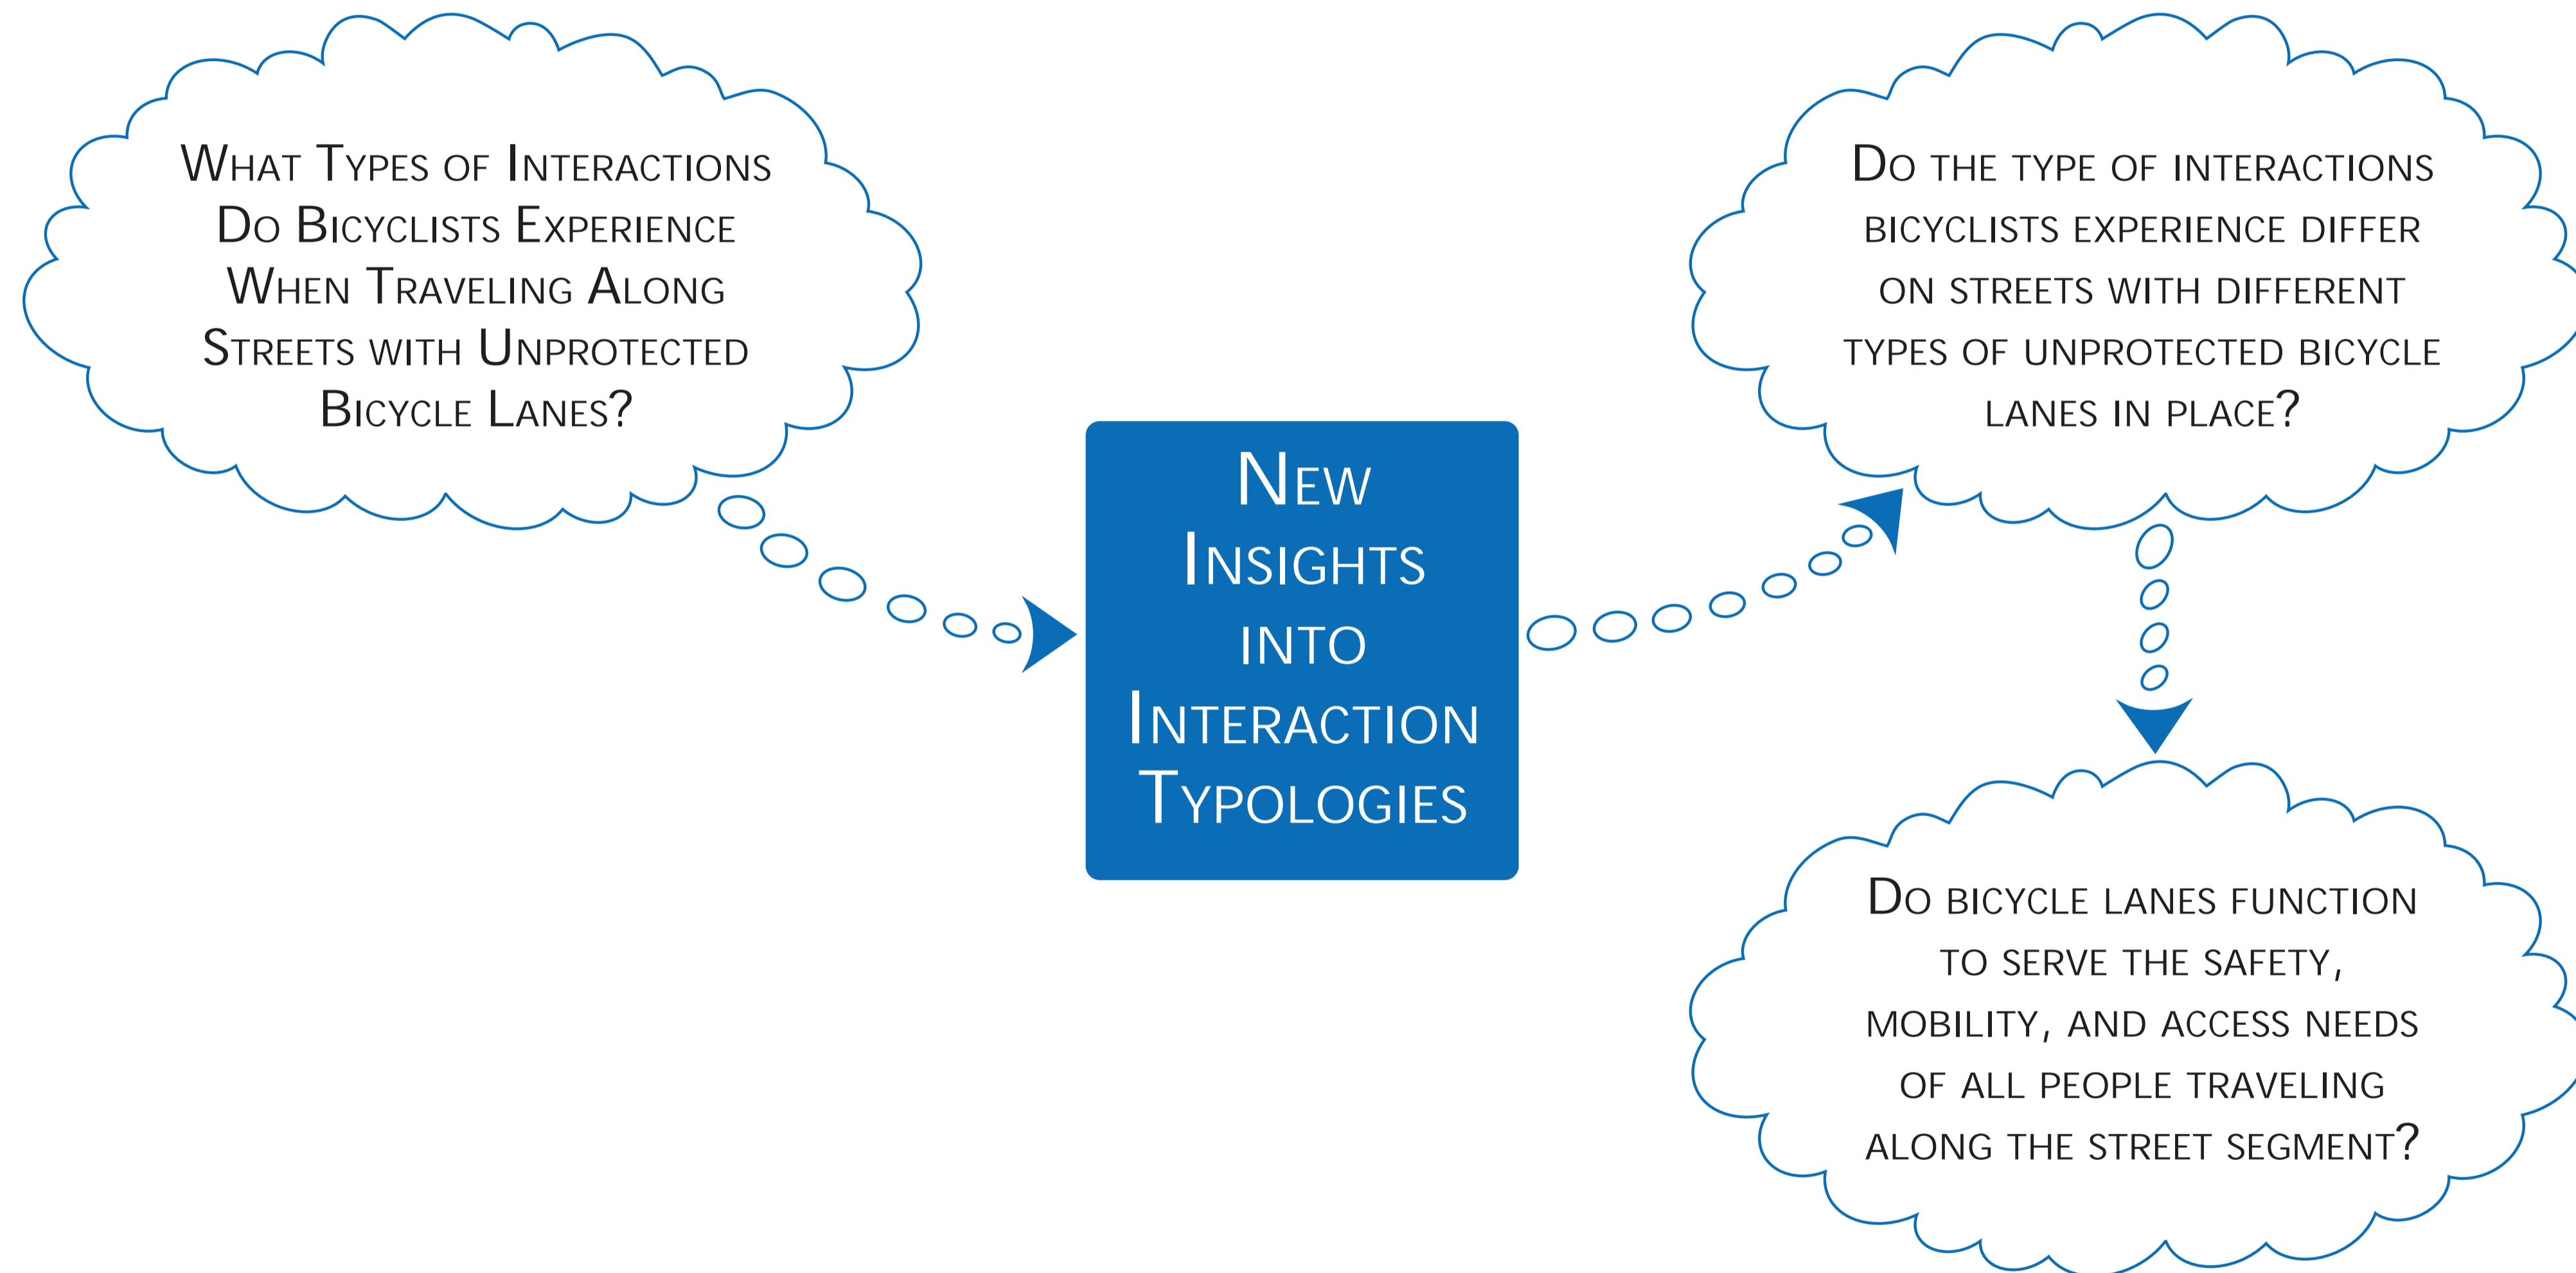 What Types of Interactions
Do Bicyclists Experience
When Traveling Along
Streets with Unprotected
Bicycle Lanes?
New
Insights
into
Interaction
Typologies
Do the type of interactions
bicyclists experience differ
on streets with different
types of unprotected bicycle
lanes in place?
Do bicycle lanes function
to serve the safety,
mobility, and access needs
of all people traveling
along the street segment?